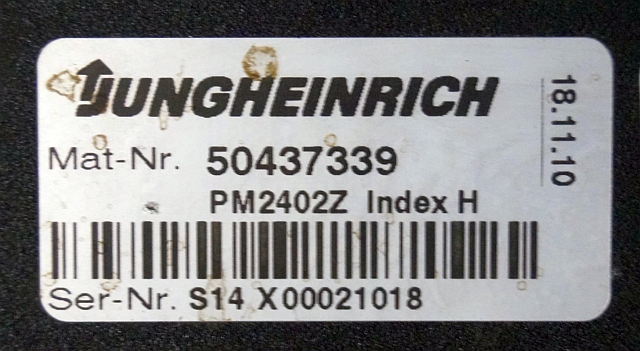 JUNGHEINRICH
18.11.10
Mat-Nr. 50437339
PM2402Z Index H
Ser-Nr. S14 X00021018